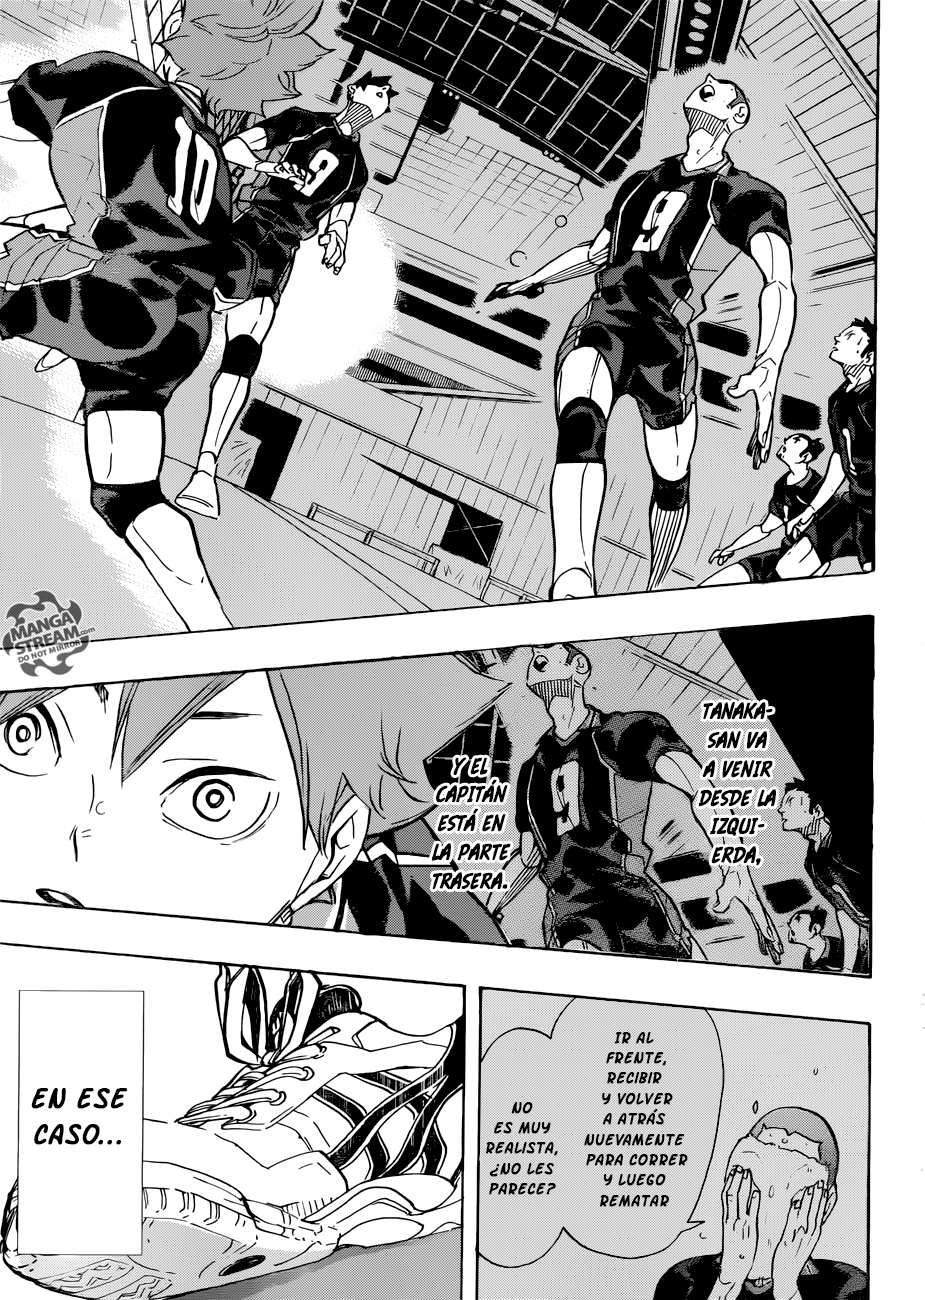 10
9
9
MANGA
STREAM.com
DO NOT MIRROR
TANAKA-
SAN VA
A VENIR
DESDE LA
IZQUI-
ERDA,
Y EL
CAPITÁN
ESTÁ EN
LA PARTE
TRASERA.
9
IR AL
FRENTE,
RECIBIR
Y VOLVER
A ATRÁS
NUEVAMENTE
PARA CORRER
Y LUEGO
REMATAR
NO
ES MUY
REALISTA,
¿NO LES
PARECE?
EN ESE
CASO...